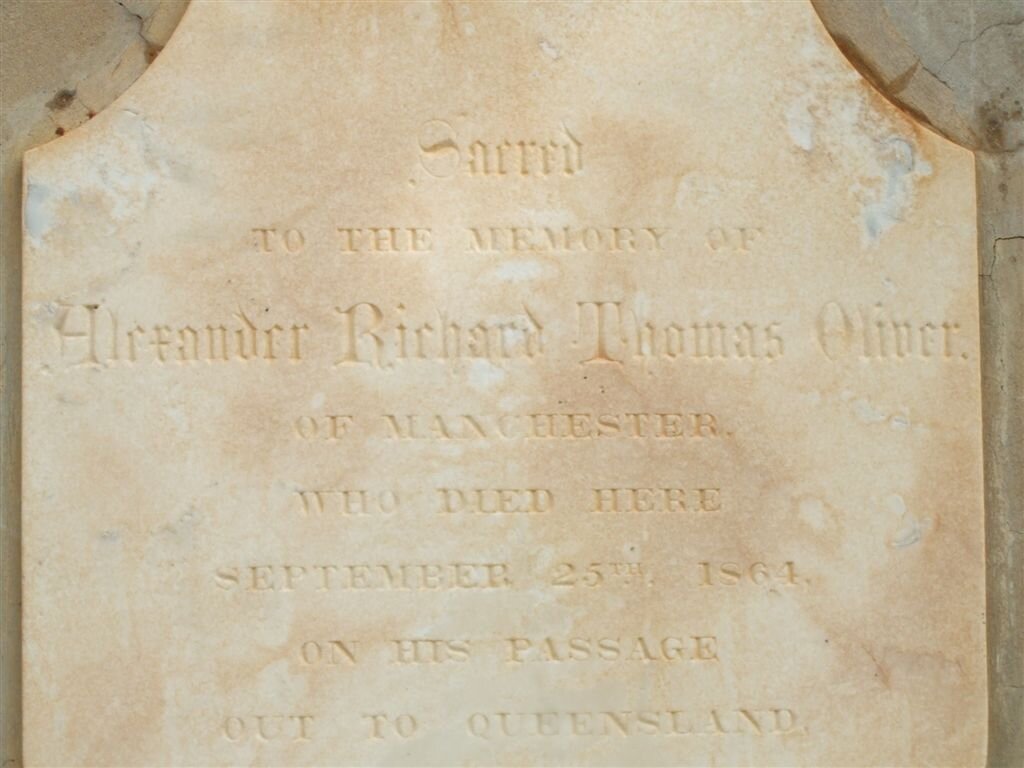 Sacred
TO THE MEMORY OF
Alexander Richard Thomas Oliver.
OF MANCHESTER.
WHO DIED HERE
SEPTEMBER 25TH, 1864.
ON HIS PASSAGE
OUT TO QUEENSLAND.